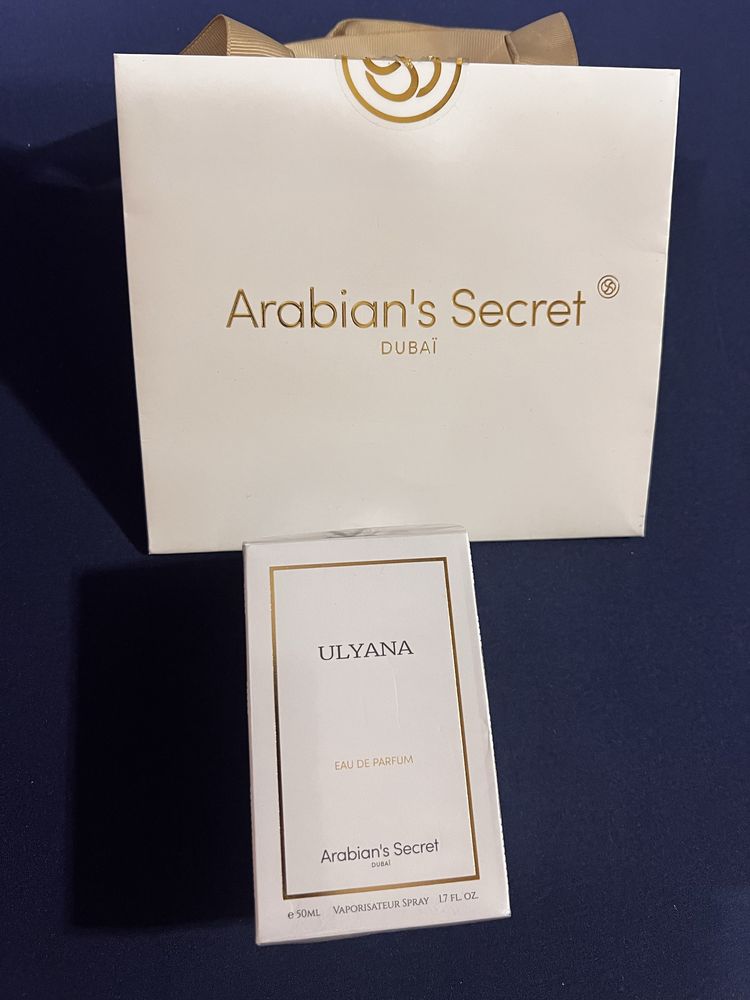 Arabian's Secret
DUBAÏ
ULYANA
EAU DE PARFUM
Arabian's Secret
DUBAÏ
℮ 50ML VAPORISATEUR SPRAY 1.7 FL. OZ.